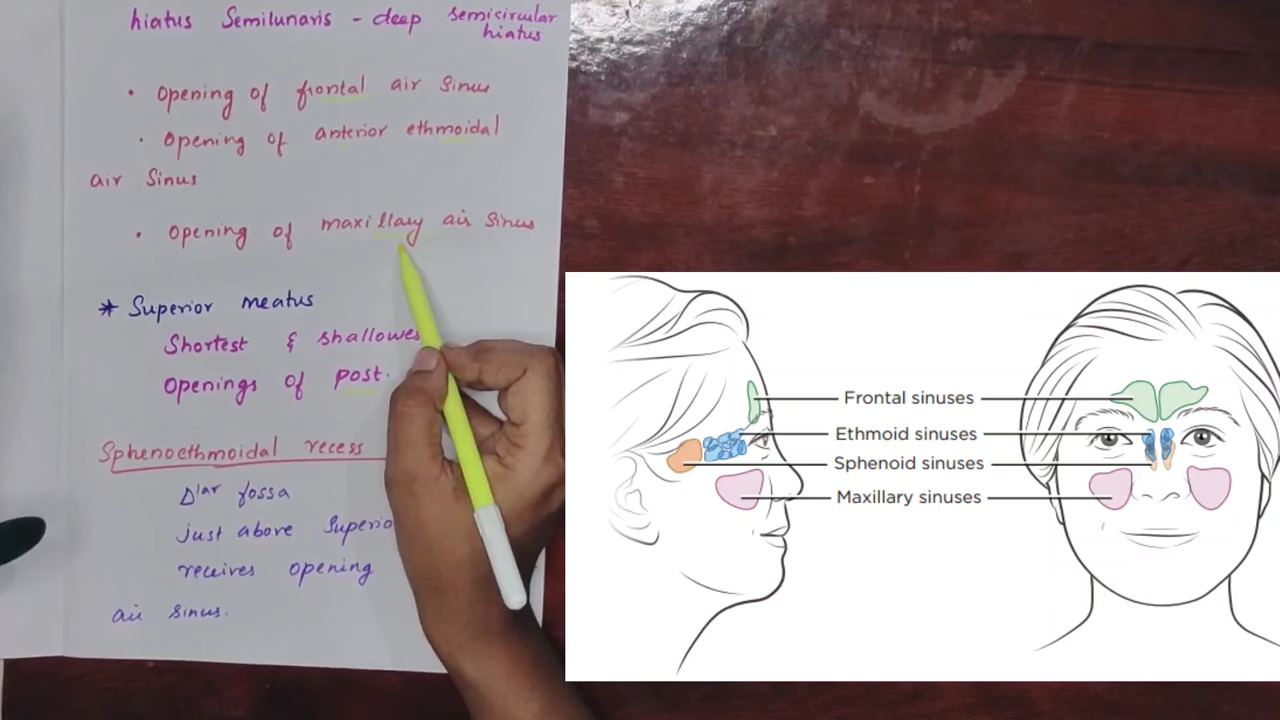 hiatus Semilunaris - deep semicircular
hiatus
• Opening of frontal air Sinus
• Opening of anterior ethmoidal
air Sinus
• Opening of maxillary air Sinus
* Superior meatus
Shortest & shallowes
Openings of post.
Sphenoethmoidal recess
Δlar fossa
just above Superio
receives opening
air sinus.
Frontal sinuses
Ethmoid sinuses
Sphenoid sinuses
Maxillary sinuses